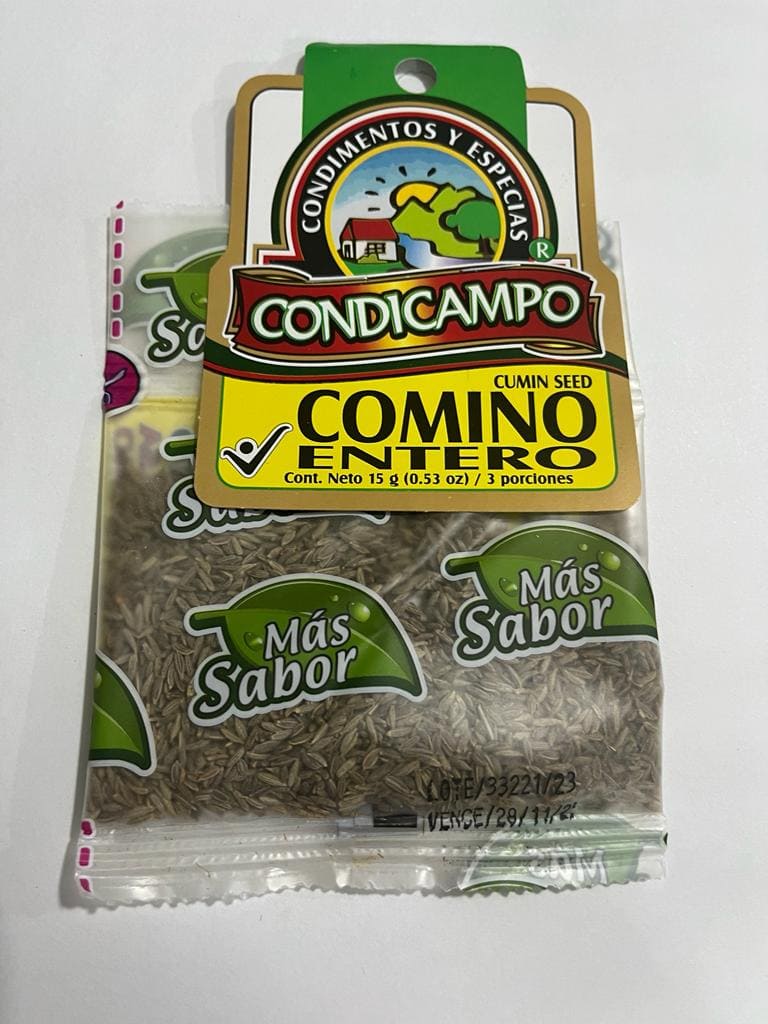 CONDIMENTOS Y ESPECIAS
®
CONDICAMPO
CUMIN SEED
COMINO
ENTERO
Cont. Neto 15 g (0.53 oz) / 3 porciones
Más
Sabor
Más
Sabor
LOTE/33221/23